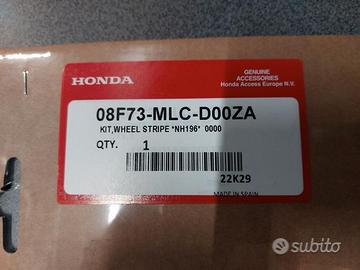 HONDA
GENUINE
ACCESSORIES
Honda Access Europe N.V.
08F73-MLC-D00ZA
KIT,WHEEL STRIPE *NH196* 0000
QTY. 1
22K29
MADE IN SPAIN
subito